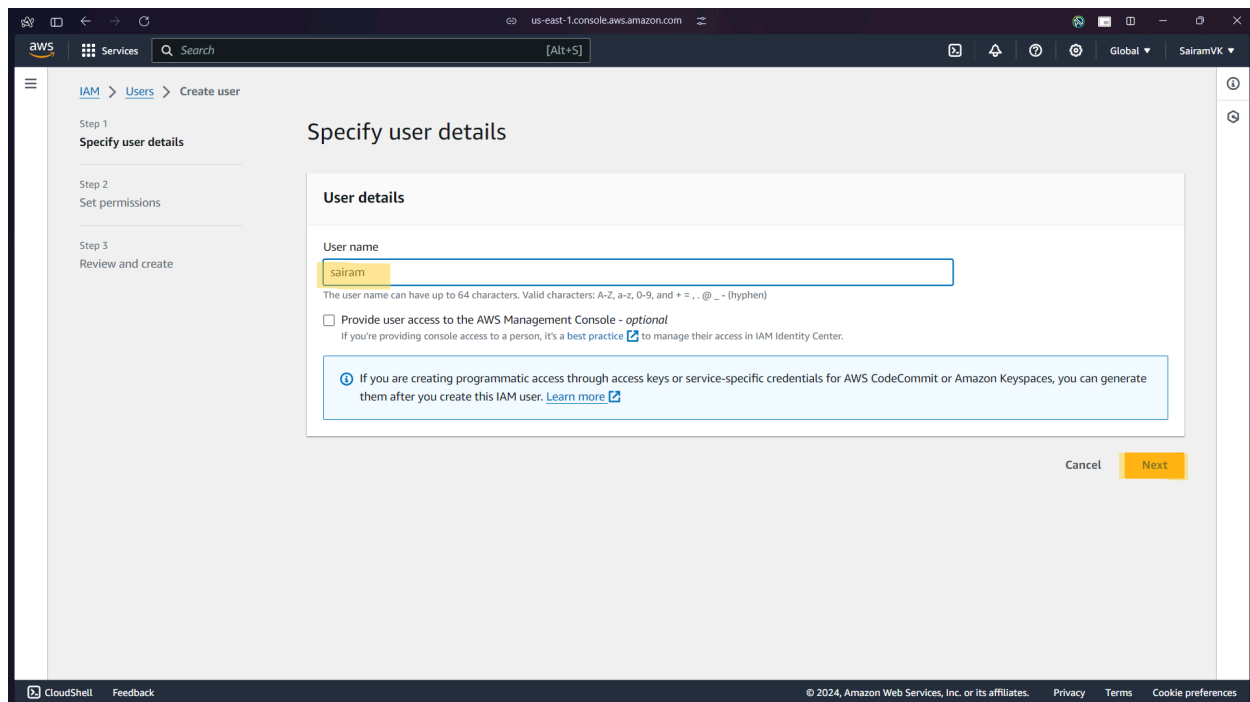 us-east-1.console.aws.amazon.com
aws
Services
Search
[Alt+S]
Global
SairamVK
IAM > Users > Create user
Step 1
Specify user details
Step 2
Set permissions
Step 3
Review and create
Specify user details
User details
User name
sairam
The user name can have up to 64 characters. Valid characters: A-Z, a-z, 0-9, and + = , . @ _ - (hyphen)
Provide user access to the AWS Management Console - optional
If you're providing console access to a person, it's a best practice to manage their access in IAM Identity Center.
If you are creating programmatic access through access keys or service-specific credentials for AWS CodeCommit or Amazon Keyspaces, you can generate
them after you create this IAM user. Learn more
Cancel
Next
CloudShell
Feedback
© 2024, Amazon Web Services, Inc. or its affiliates.
Privacy
Terms
Cookie preferences